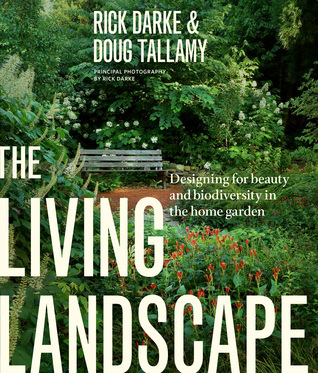 RICK DARKE &
DOUG TALLAMY
PRINCIPAL PHOTOGRAPHY
BY RICK DARKE
THE
LIVING
LANDSCAPE
Designing for beauty
and biodiversity in
the home garden